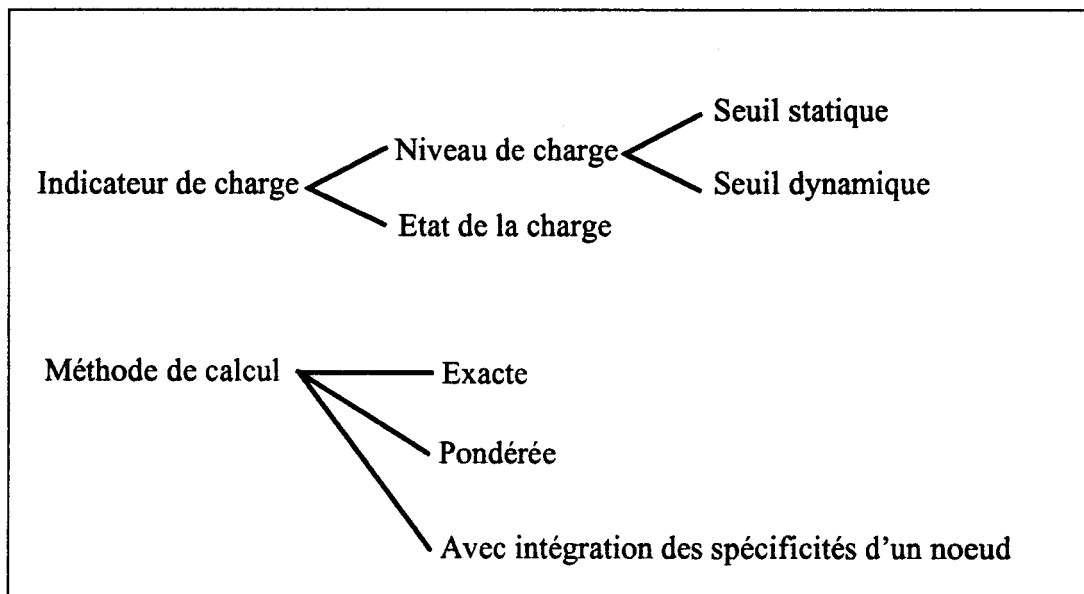 Seuil statique
Niveau de charge
Indicateur de charge
Seuil dynamique
Etat de la charge
Méthode de calcul
Exacte
Pondérée
Avec intégration des spécificités d'un noeud